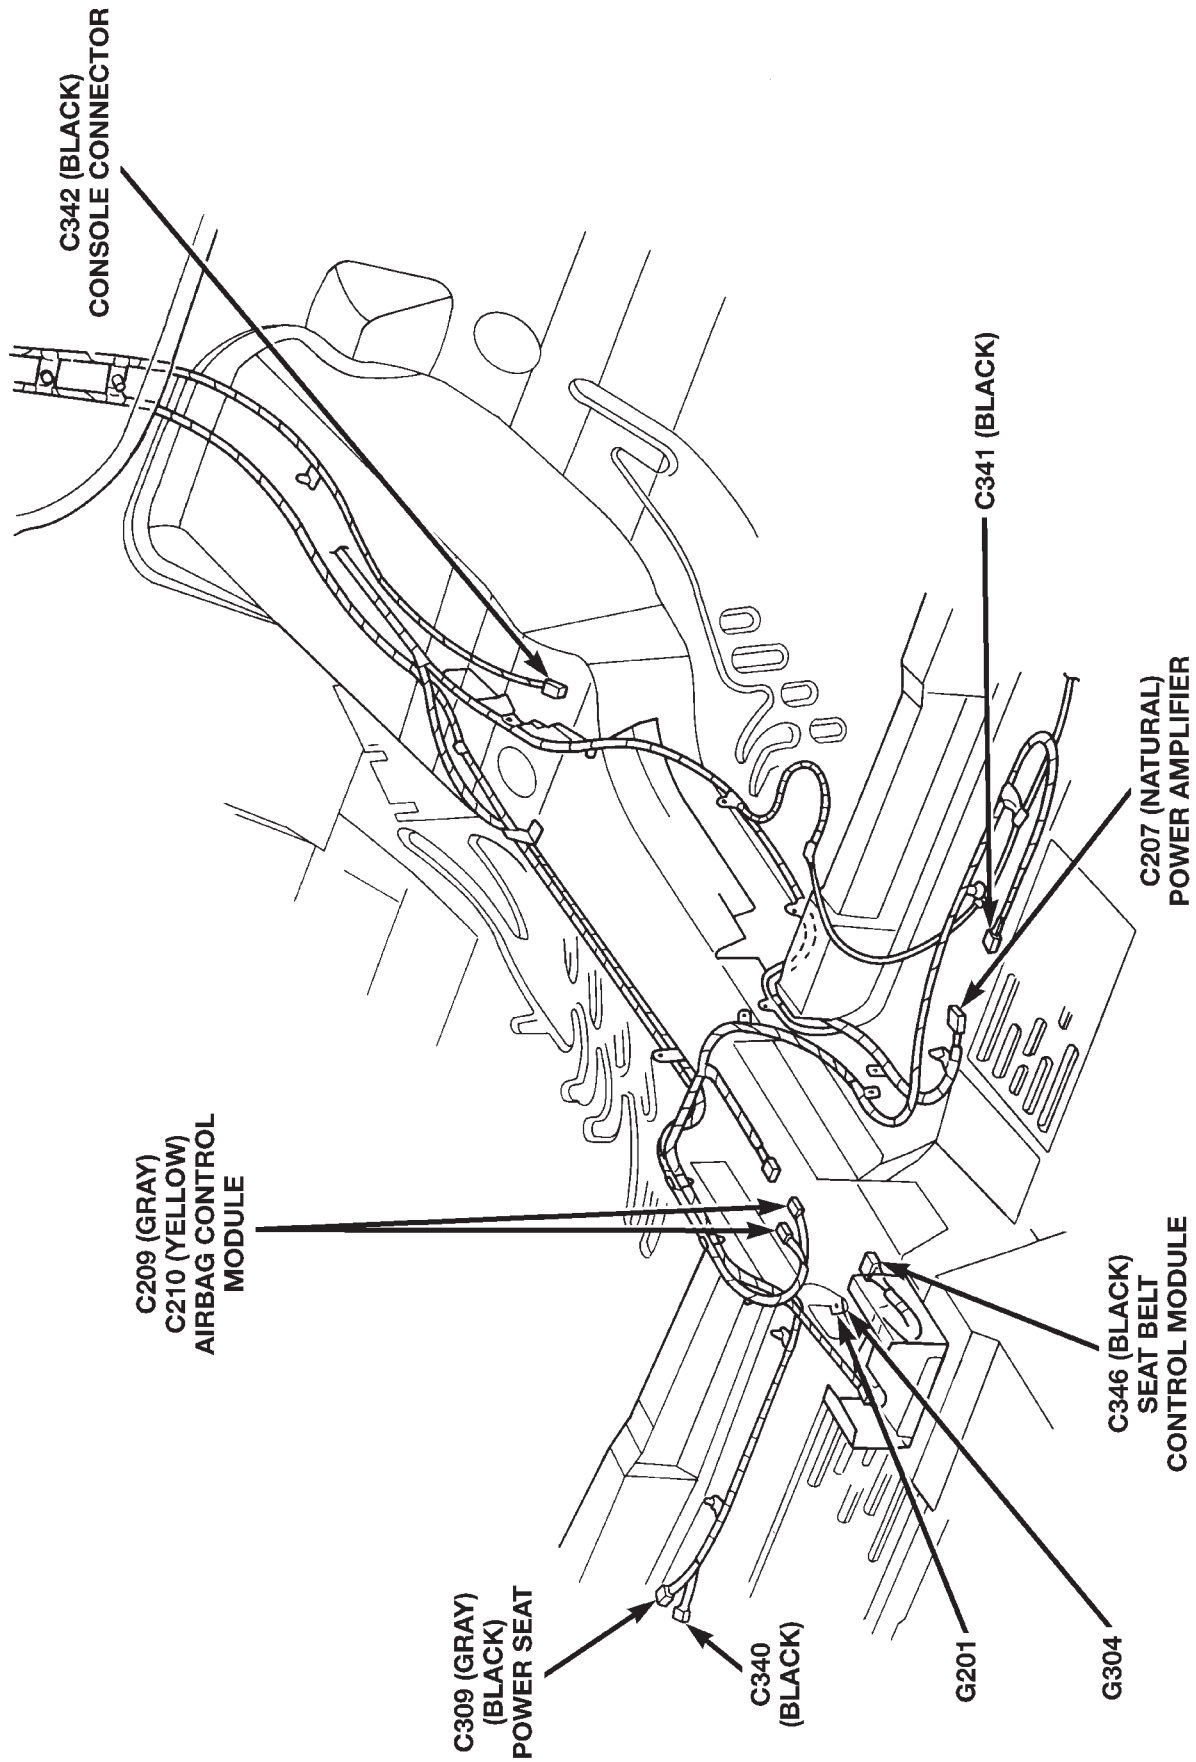 C342 (BLACK)
CONSOLE CONNECTOR
C341 (BLACK)
C207 (NATURAL)
POWER AMPLIFIER
C209 (GRAY)
C210 (YELLOW)
AIRBAG CONTROL
MODULE
C346 (BLACK)
SEAT BELT
CONTROL MODULE
C309 (GRAY)
(BLACK)
POWER SEAT
C340
(BLACK)
G201
G304